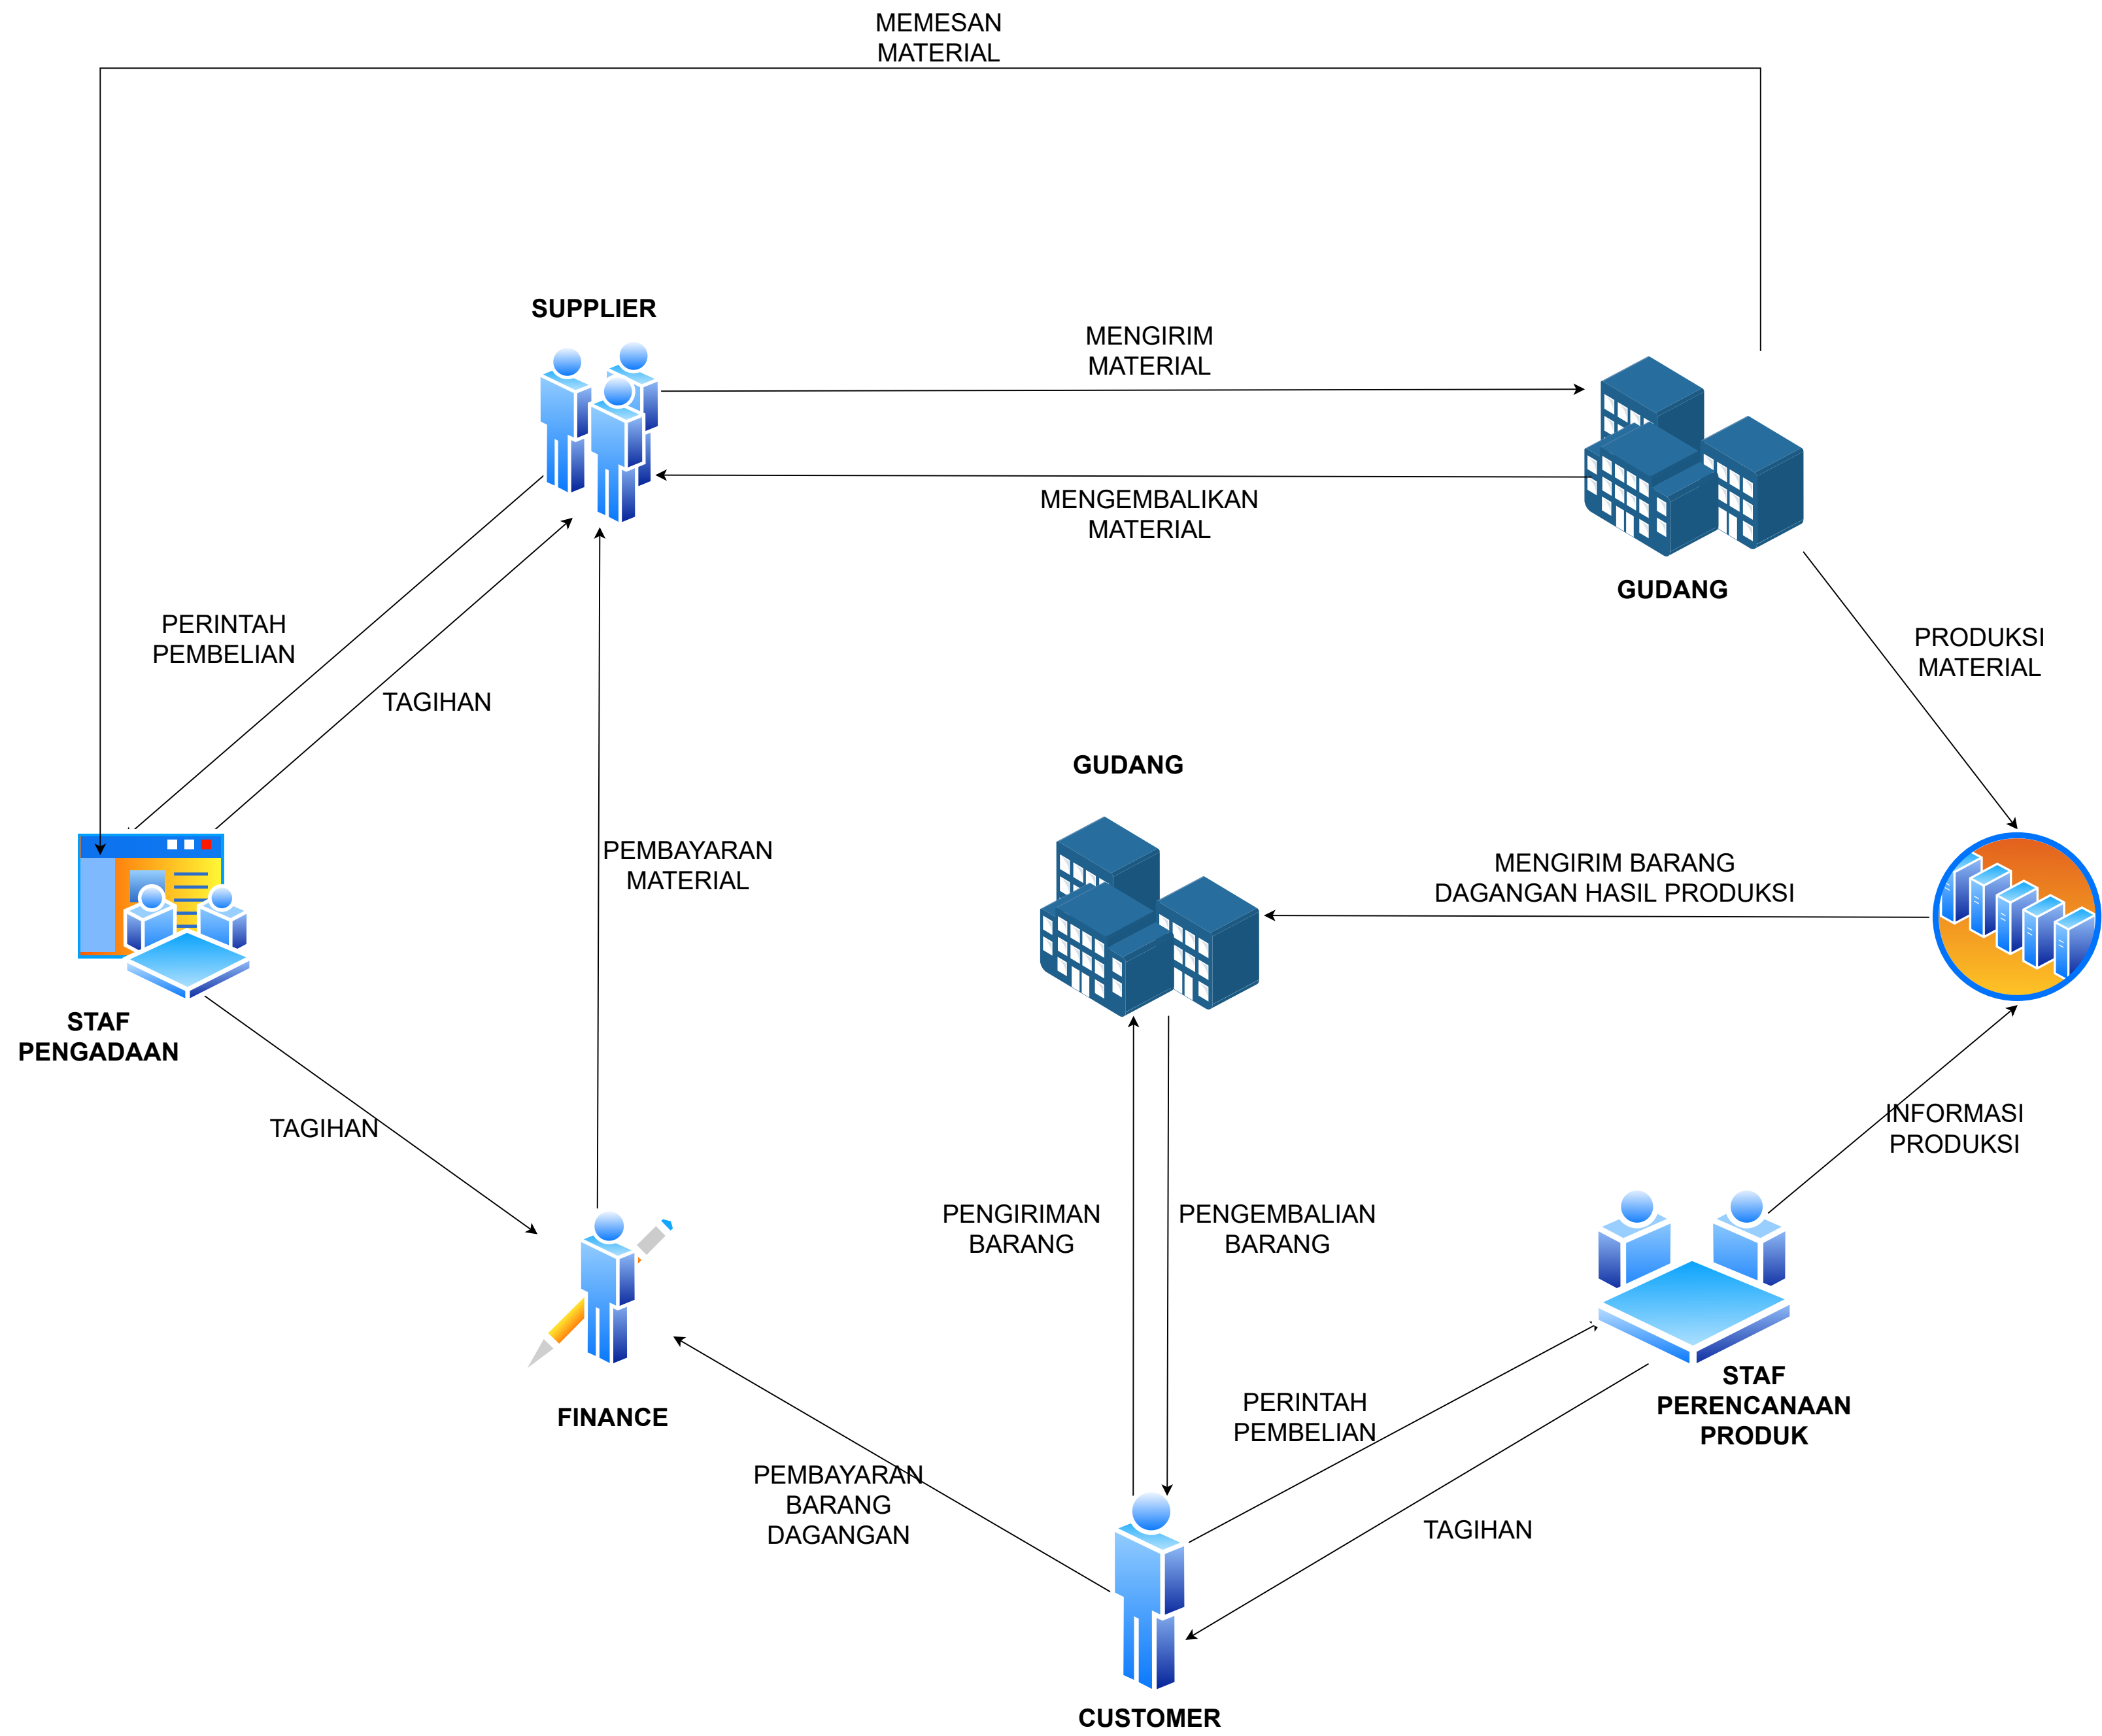 MEMESAN
MATERIAL
SUPPLIER
MENGIRIM
MATERIAL
MENGEMBALIKAN
MATERIAL
GUDANG
PERINTAH
PEMBELIAN
PRODUKSI
MATERIAL
TAGIHAN
GUDANG
PEMBAYARAN
MATERIAL
MENGIRIM BARANG
DAGANGAN HASIL PRODUKSI
STAF
PENGADAAN
TAGIHAN
INFORMASI
PRODUKSI
PENGIRIMAN
BARANG
PENGEMBALIAN
BARANG
STAF
PERENCANAAN
PRODUK
PERINTAH
PEMBELIAN
FINANCE
PEMBAYARAN
BARANG
DAGANGAN
TAGIHAN
CUSTOMER